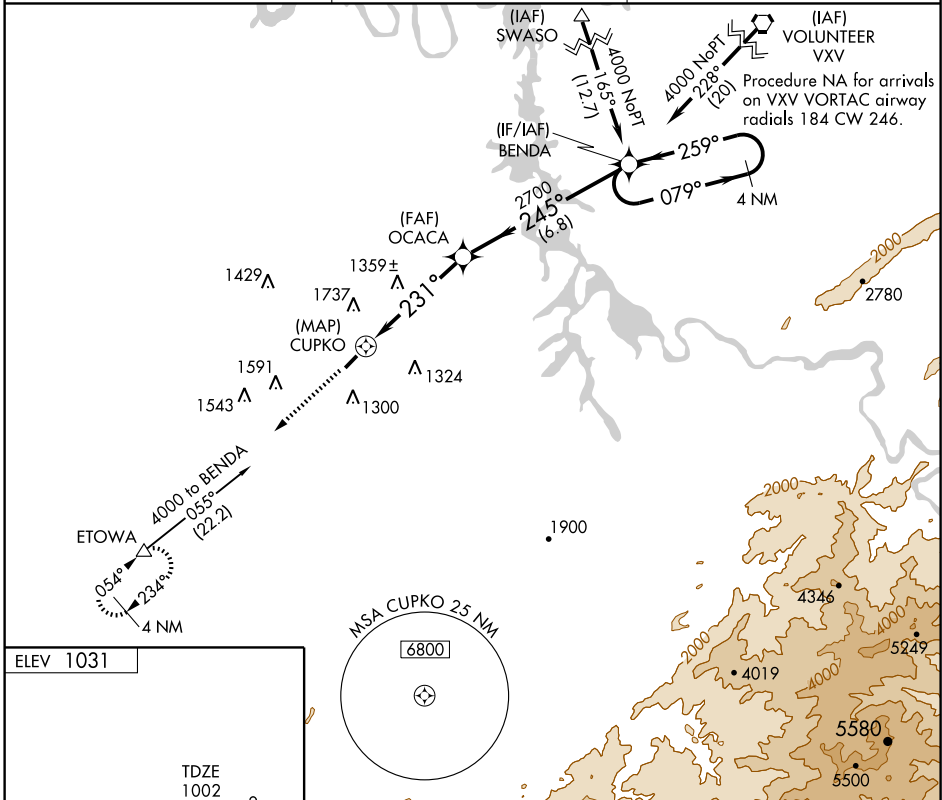 (IAF)
SWASO
4000 NoPT
165°
(12.7)
(IAF)
VOLUNTEER
VXV
4000 NoPT
228°
(20)
Procedure NA for arrivals
on VXV VORTAC airway
radials 184 CW 246.
(IF/IAF)
BENDA
259°
079°
4 NM
2700
245°
(6.8)
(FAF)
OCACA
2000
2780
1429
1359±
1737
231°
(MAP)
CUPKO
1591
1543
1324
1300
4000 to BENDA
055°
(22.2)
ETOWA
054°
234°
4 NM
1900
2000
4346
4000
5249
2000
4019
4000
5580
5500
MSA CUPKO 25 NM
6800
ELEV 1031
TDZE
1002